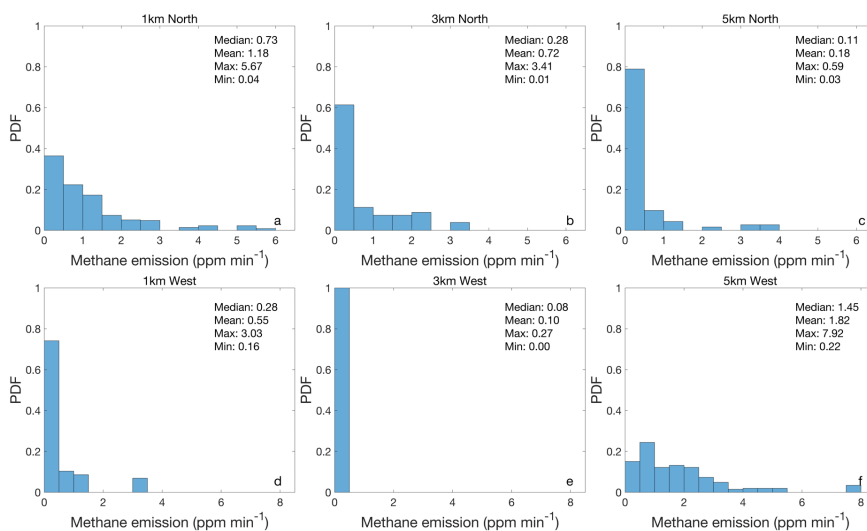 1km North
Median: 0.73
Mean: 1.18
Max: 5.67
Min: 0.04
1
0.8
0.6
0.4
0.2
0
PDF
a
0 1 2 3 4 5 6
Methane emission (ppm min⁻¹)
3km North
Median: 0.28
Mean: 0.72
Max: 3.41
Min: 0.01
1
0.8
0.6
0.4
0.2
0
PDF
b
0 1 2 3 4 5 6
Methane emission (ppm min⁻¹)
5km North
Median: 0.11
Mean: 0.18
Max: 0.59
Min: 0.03
1
0.8
0.6
0.4
0.2
0
PDF
c
0 1 2 3 4 5 6
Methane emission (ppm min⁻¹)
1km West
Median: 0.28
Mean: 0.55
Max: 3.03
Min: 0.16
1
0.8
0.6
0.4
0.2
0
PDF
d
0 2 4 6 8
Methane emission (ppm min⁻¹)
3km West
Median: 0.08
Mean: 0.10
Max: 0.27
Min: 0.00
1
0.8
0.6
0.4
0.2
0
PDF
e
0 2 4 6 8
Methane emission (ppm min⁻¹)
5km West
Median: 1.45
Mean: 1.82
Max: 7.92
Min: 0.22
1
0.8
0.6
0.4
0.2
0
PDF
f
0 2 4 6 8
Methane emission (ppm min⁻¹)